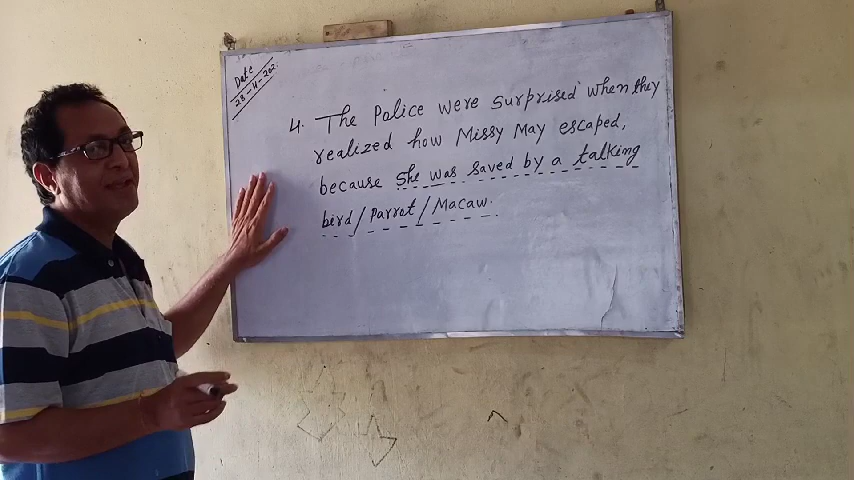 Date
28-4-202
4. The Police were surprised when they
realized how Missy May escaped,
because she was saved by a talking
bird/Parrot/Macaw.